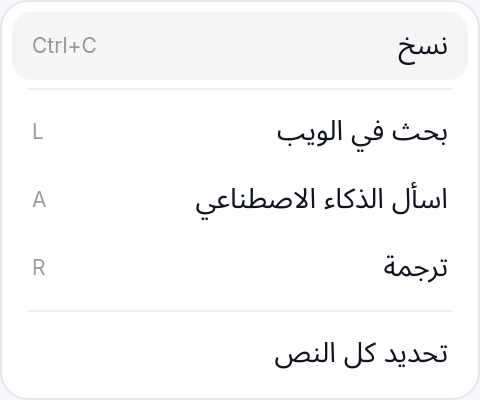 نسخ Ctrl+C
بحث في الويب L
اسأل الذكاء الاصطناعي A
ترجمة R
تحديد كل النص